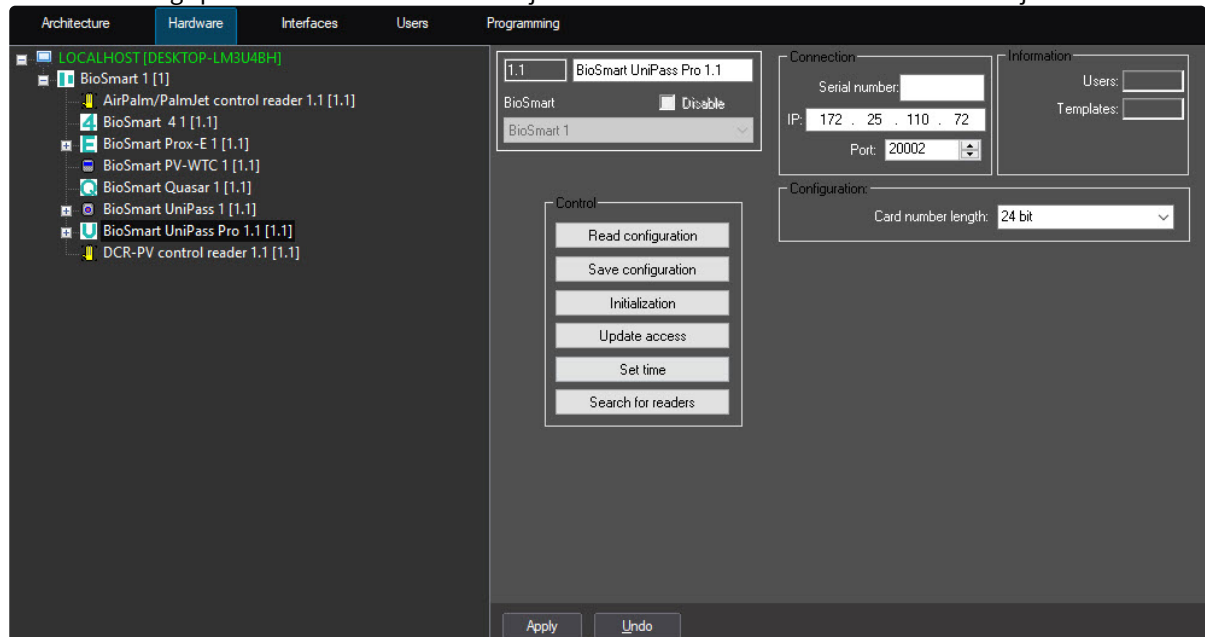 Architecture Hardware Interfaces Users Programming
LOCALHOST [DESKTOP-LM3U4BH]
BioSmart 1 [1]
AirPalm/PalmJet control reader 1.1 [1.1]
BioSmart 4 1 [1.1]
BioSmart Prox-E 1 [1.1]
BioSmart PV-WTC 1 [1.1]
BioSmart Quasar 1 [1.1]
BioSmart UniPass 1 [1.1]
BioSmart UniPass Pro 1.1 [1.1]
DCR-PV control reader 1.1 [1.1]
1.1 BioSmart UniPass Pro 1.1
BioSmart Disable
BioSmart 1
Connection
Serial number:
IP: 172 . 25 . 110 . 72
Port: 20002
Information
Users:
Templates:
Configuration:
Card number length: 24 bit
Control
Read configuration
Save configuration
Initialization
Update access
Set time
Search for readers
Apply Undo